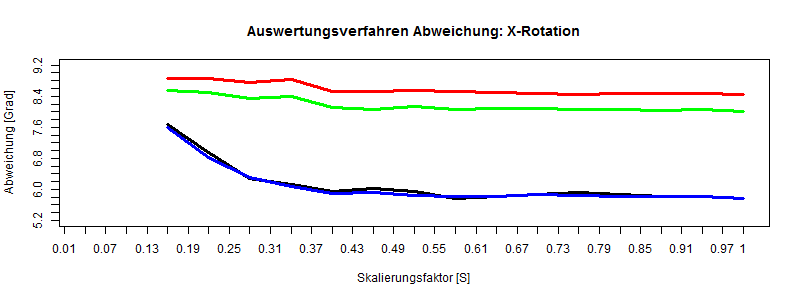 Auswertungsverfahren Abweichung: X-Rotation
Abweichung [Grad]
9.2
8.4
7.6
6.8
6.0
5.2
0.01 0.07 0.13 0.19 0.25 0.31 0.37 0.43 0.49 0.55 0.61 0.67 0.73 0.79 0.85 0.91 0.97 1
Skalierungsfaktor [S]